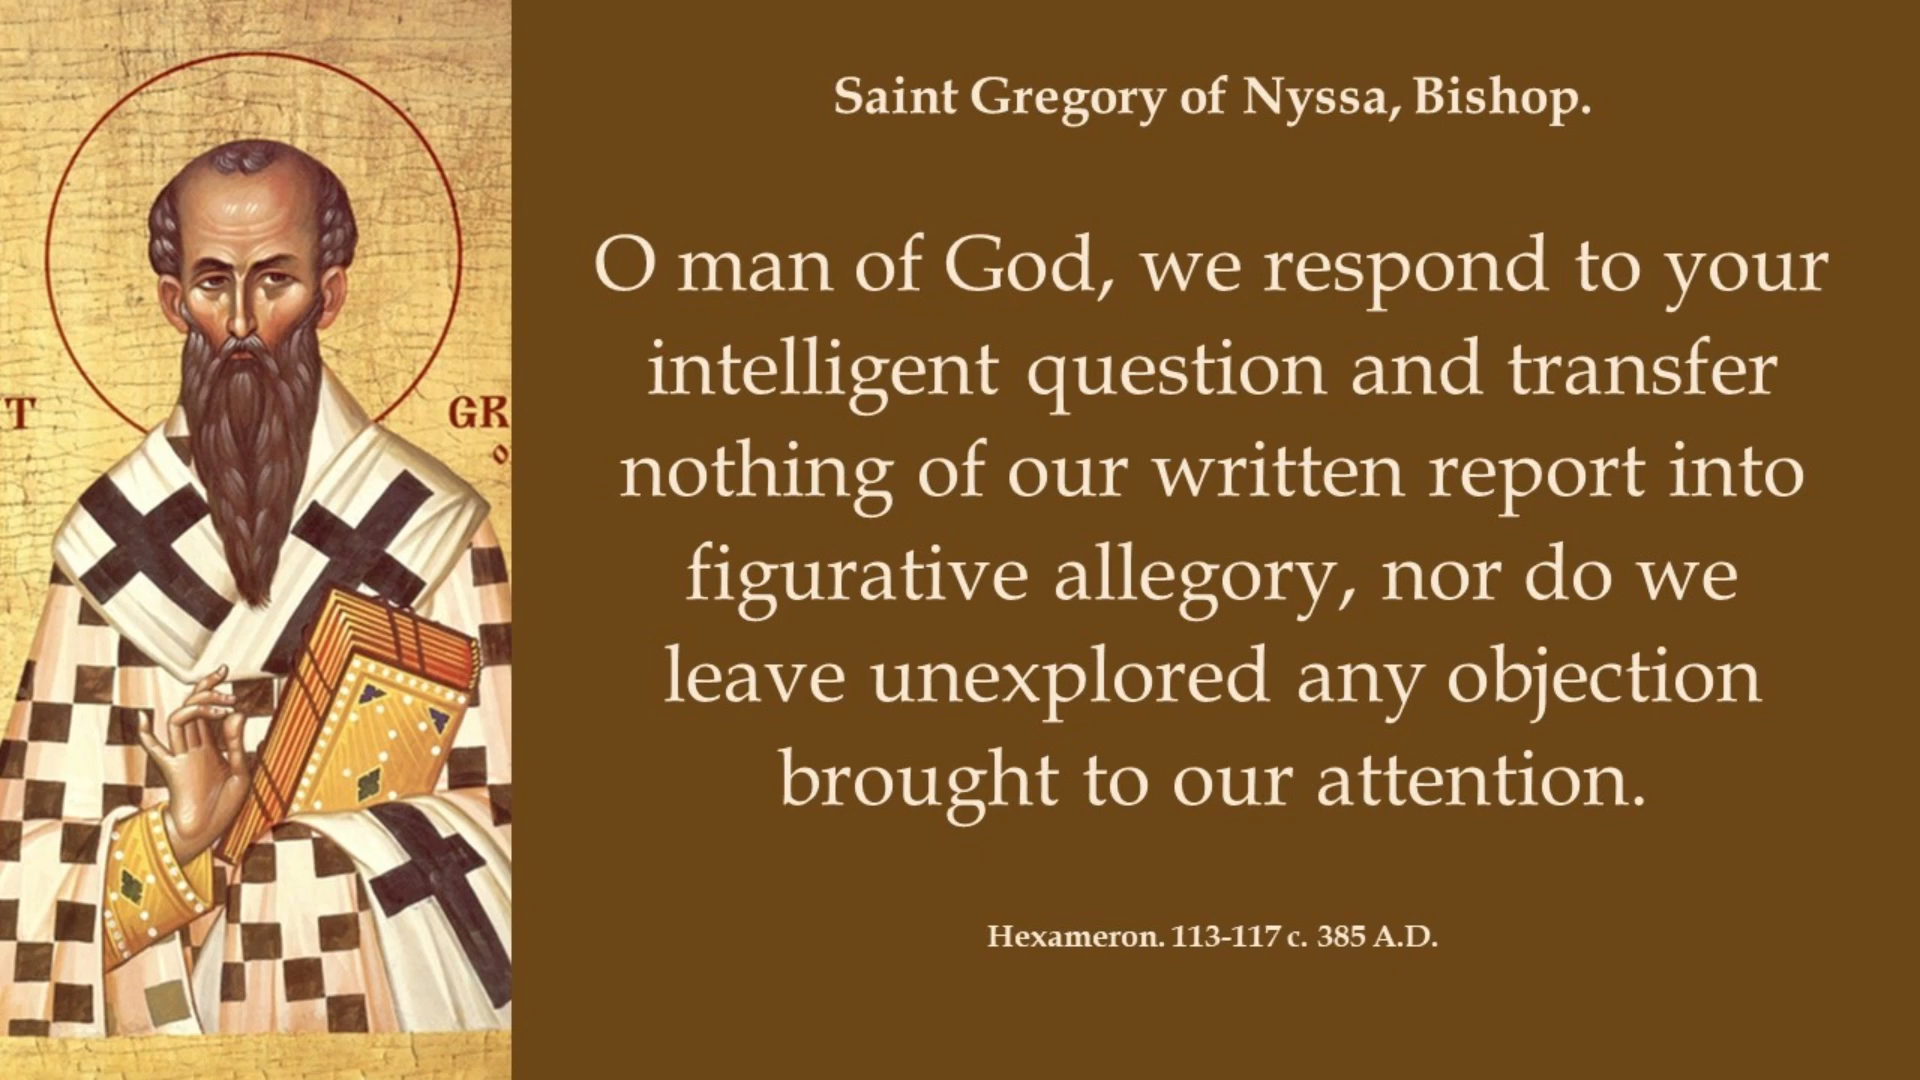 Saint Gregory of Nyssa, Bishop.
O man of God, we respond to your
intelligent question and transfer
nothing of our written report into
figurative allegory, nor do we
leave unexplored any objection
brought to our attention.
Hexameron. 113-117 c. 385 A.D.
T
GR
O